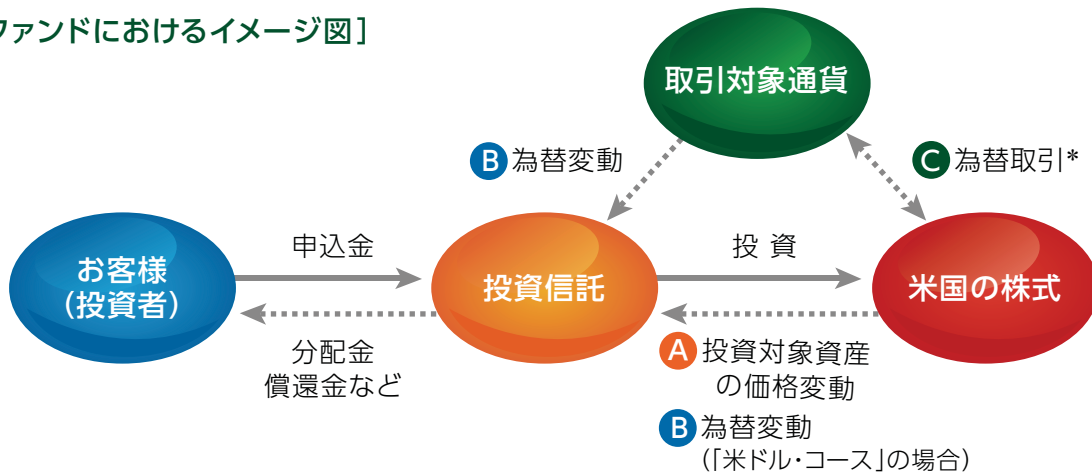 ファンドにおけるイメージ図］
取引対象通貨
B 為替変動
C 為替取引*
お客様
（投資者）
申込金
投資信託
投 資
米国の株式
分配金
償還金など
A 投資対象資産
の価格変動
B 為替変動
（「米ドル・コース」の場合）